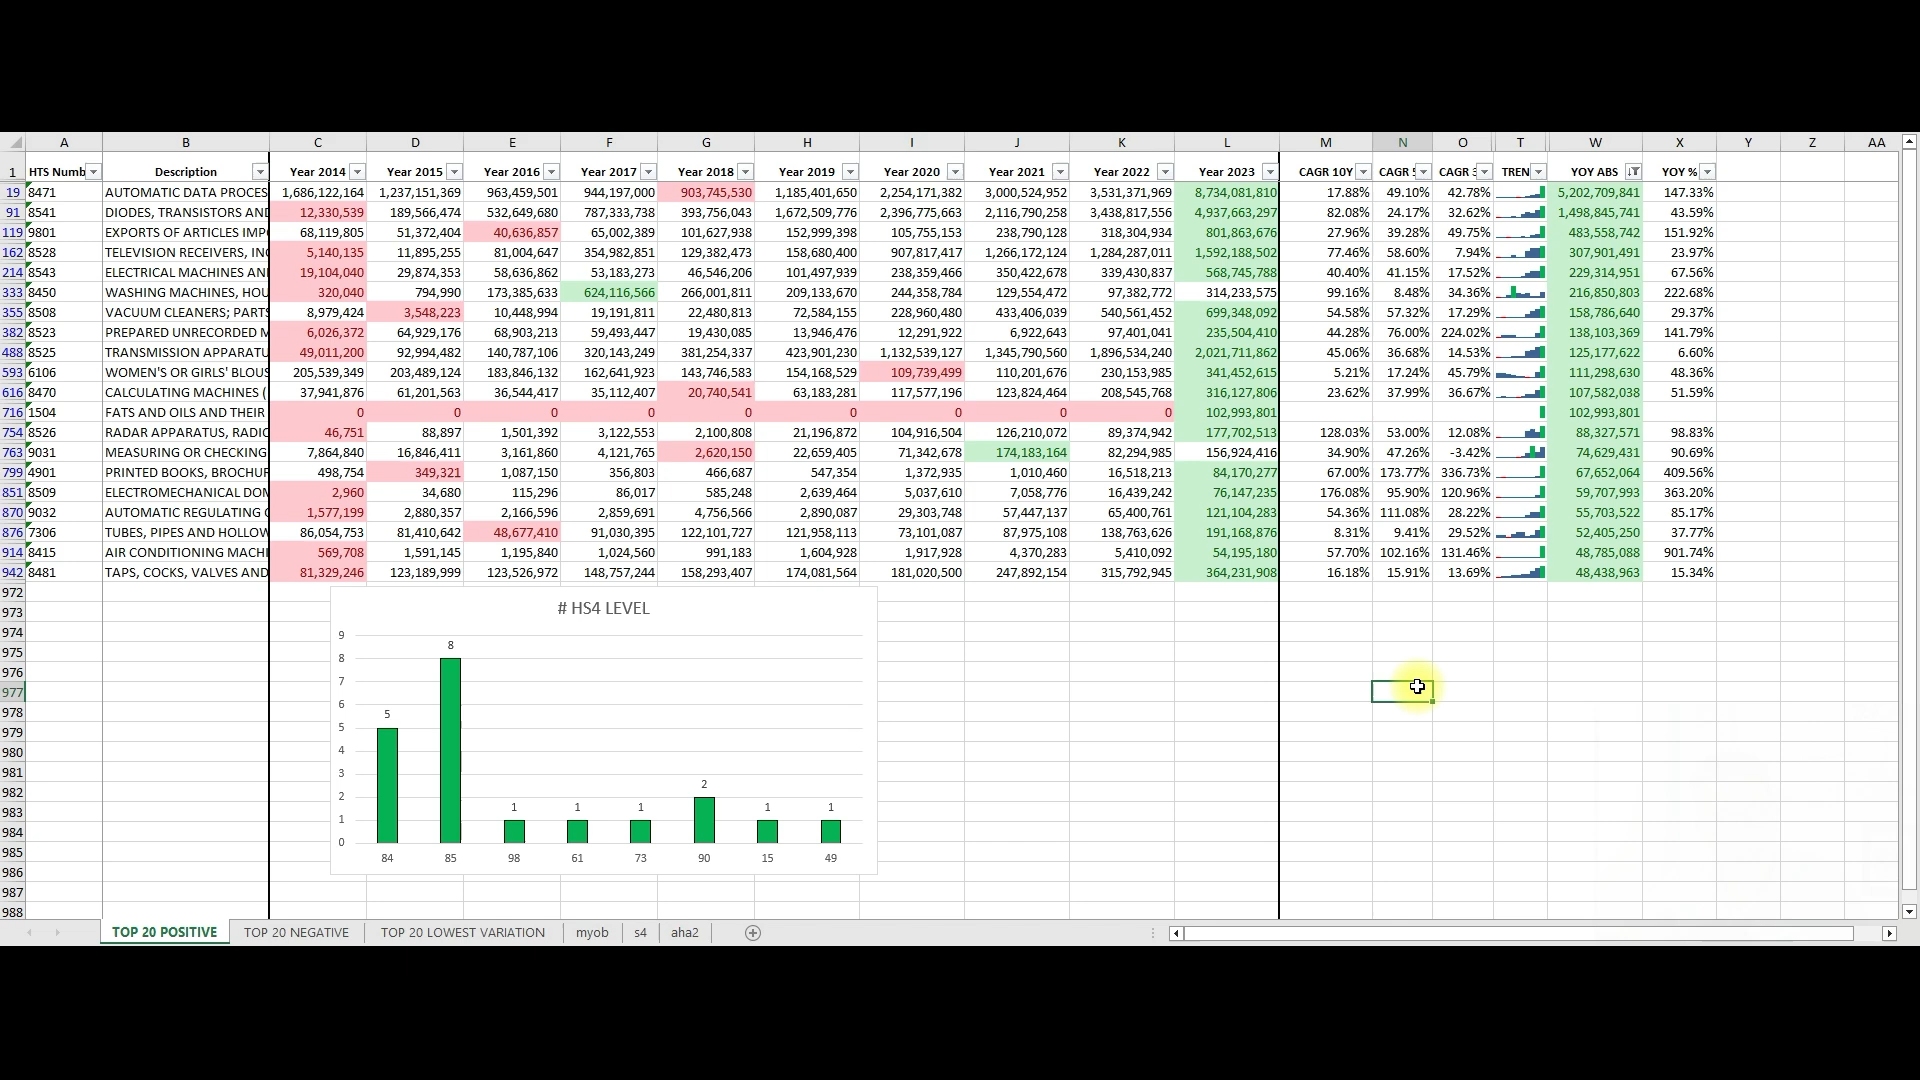 A B C D E F G H I J K L M N O T W X Y Z AA
1 HTS Numb Description Year 2014 Year 2015 Year 2016 Year 2017 Year 2018 Year 2019 Year 2020 Year 2021 Year 2022 Year 2023 CAGR 10Y CAGR 5 CAGR 3 TREN YOY ABS YOY %
19 8471 AUTOMATIC DATA PROCES 1,686,122,164 1,237,151,369 963,459,501 944,197,000 903,745,530 1,185,401,650 2,254,171,382 3,000,524,952 3,531,371,969 8,734,081,810 17.88% 49.10% 42.78% 5,202,709,841 147.33%
91 8541 DIODES, TRANSISTORS AND 12,330,539 189,566,474 532,649,680 787,333,738 393,756,043 1,672,509,776 2,396,775,663 2,116,790,258 3,438,817,556 4,937,663,297 82.08% 24.17% 32.62% 1,498,845,741 43.59%
119 9801 EXPORTS OF ARTICLES IMP 68,119,805 51,372,404 40,636,857 65,002,389 101,627,938 152,999,398 105,755,153 238,790,128 318,304,934 801,863,676 27.96% 39.28% 49.75% 483,558,742 151.92%
162 8528 TELEVISION RECEIVERS, IN 5,140,135 11,895,255 81,004,647 354,982,851 129,382,473 158,680,400 907,817,417 1,266,172,124 1,284,287,011 1,592,188,502 77.46% 58.60% 7.94% 307,901,491 23.97%
214 8543 ELECTRICAL MACHINES AN 19,104,040 29,874,353 58,636,862 53,183,273 46,546,206 101,497,939 238,359,466 350,422,678 339,430,837 568,745,788 40.40% 41.15% 17.52% 229,314,951 67.56%
333 8450 WASHING MACHINES, HOU 320,040 794,990 173,385,633 624,116,566 266,001,811 209,133,670 244,358,784 129,554,472 97,382,772 314,233,575 99.16% 8.48% 34.36% 216,850,803 222.68%
355 8508 VACUUM CLEANERS; PARTS 8,979,424 3,548,223 10,448,994 19,191,811 22,480,813 72,584,155 228,960,480 433,406,039 540,561,452 699,348,092 54.58% 57.32% 17.29% 158,786,640 29.37%
382 8523 PREPARED UNRECORDED M 6,026,372 64,929,176 68,903,213 59,493,447 19,430,085 13,946,476 12,291,922 6,922,643 97,401,041 235,504,410 44.28% 76.00% 224.02% 138,103,369 141.79%
488 8525 TRANSMISSION APPARATU 49,011,200 92,994,482 140,787,106 320,143,249 381,254,337 423,901,230 1,132,539,127 1,345,790,560 1,896,534,240 2,021,711,862 45.06% 36.68% 14.53% 125,177,622 6.60%
593 6106 WOMEN'S OR GIRLS' BLOUS 205,539,349 203,489,124 183,846,132 162,641,923 143,746,583 154,168,529 109,739,499 110,201,676 230,153,985 341,452,615 5.21% 17.24% 45.79% 111,298,630 48.36%
616 8470 CALCULATING MACHINES ( 37,941,876 61,201,563 36,544,417 35,112,407 20,740,541 63,183,281 117,577,196 123,824,464 208,545,768 316,127,806 23.62% 37.99% 36.67% 107,582,038 51.59%
716 1504 FATS AND OILS AND THEIR 0 0 0 0 0 0 0 0 0 102,993,801 102,993,801
754 8526 RADAR APPARATUS, RADIO 46,751 88,897 1,501,392 3,122,553 2,100,808 21,196,872 104,916,504 126,210,072 89,374,942 177,702,513 128.03% 53.00% 12.08% 88,327,571 98.83%
763 9031 MEASURING OR CHECKING 7,864,840 16,846,411 3,161,860 4,121,765 2,620,150 22,659,405 71,342,678 174,183,164 82,294,985 156,924,416 34.90% 47.26% -3.42% 74,629,431 90.69%
799 4901 PRINTED BOOKS, BROCHUR 498,754 349,321 1,087,150 356,803 466,687 547,354 1,372,935 1,010,460 16,518,213 84,170,277 67.00% 173.77% 336.73% 67,652,064 409.56%
851 8509 ELECTROMECHANICAL DOM 2,960 34,680 115,296 86,017 585,248 2,639,464 5,037,610 7,058,776 16,439,242 76,147,235 176.08% 95.90% 120.96% 59,707,993 363.20%
870 9032 AUTOMATIC REGULATING 1,577,199 2,880,357 2,166,596 2,859,691 4,756,566 2,890,087 29,303,748 57,447,137 65,400,761 121,104,283 54.36% 111.08% 28.22% 55,703,522 85.17%
876 7306 TUBES, PIPES AND HOLLOW 86,054,753 81,410,642 48,677,410 91,030,395 122,101,727 121,958,113 73,101,087 87,975,108 138,763,626 191,168,876 8.31% 9.41% 29.52% 52,405,250 37.77%
914 8415 AIR CONDITIONING MACHI 569,708 1,591,145 1,195,840 1,024,560 991,183 1,604,928 1,917,928 4,370,283 5,410,092 54,195,180 57.70% 102.16% 131.46% 48,785,088 901.74%
942 8481 TAPS, COCKS, VALVES AND 81,329,246 123,189,999 123,526,972 148,757,244 158,293,407 174,081,564 181,020,500 247,892,154 315,792,945 364,231,908 16.18% 15.91% 13.69% 48,438,963 15.34%
972
973
974
975
976
977
978
979
980
981
982
983
984
985
986
987
988
# HS4 LEVEL
9
8
7
6
5
4
3
2
1
0
5 8 1 1 1 2 1 1
84 85 98 61 73 90 15 49
TOP 20 POSITIVE TOP 20 NEGATIVE TOP 20 LOWEST VARIATION myob s4 aha2